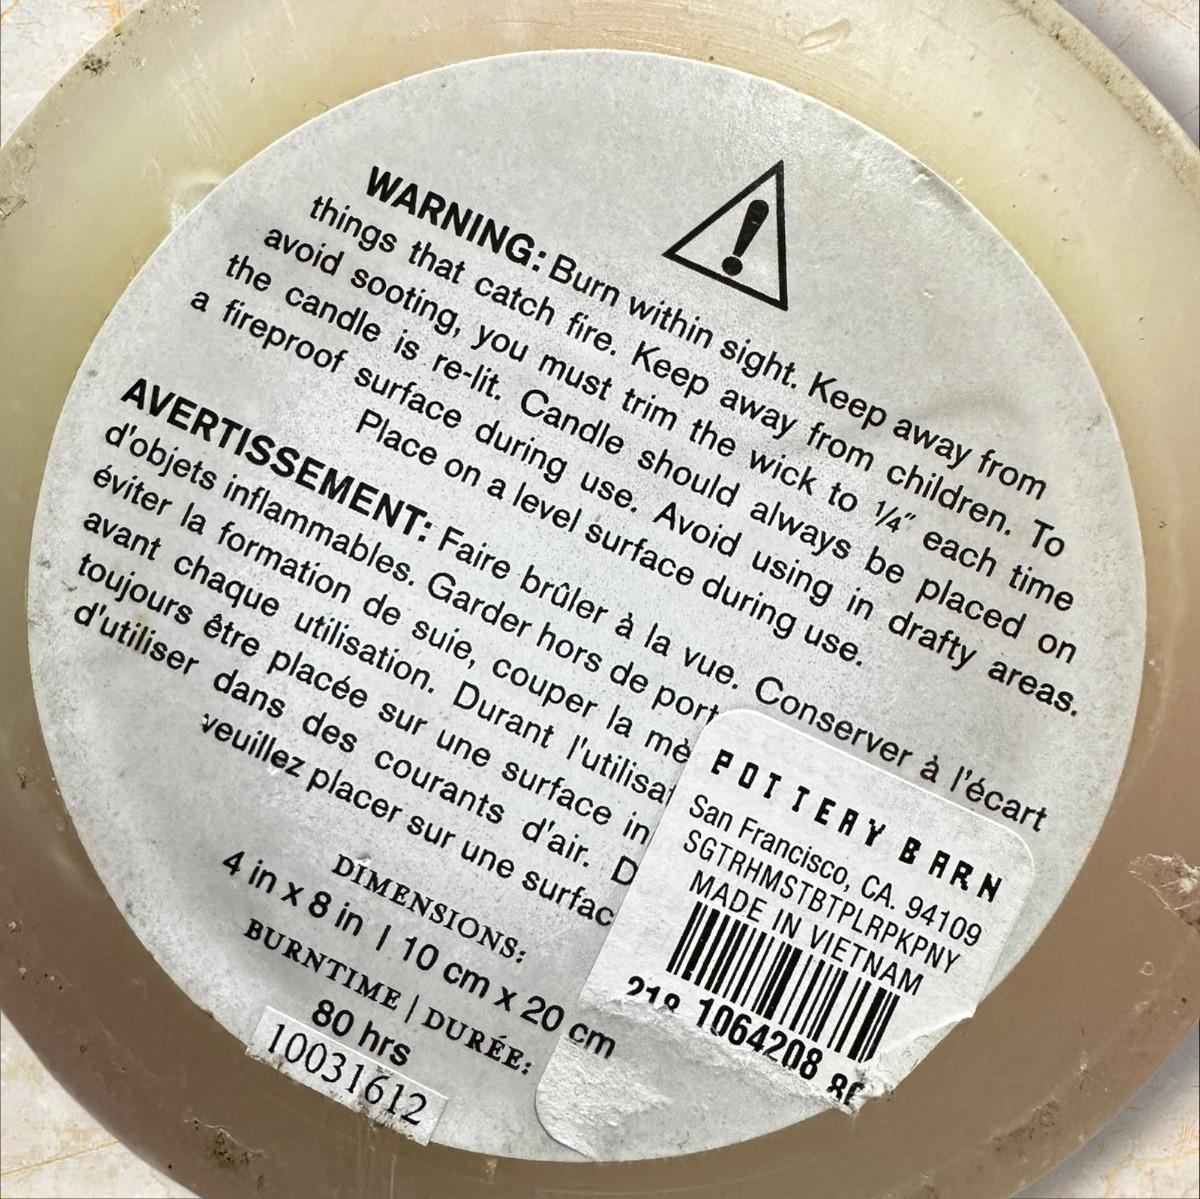 WARNING: Burn within sight. Keep away from
things that catch fire. Keep away from children. To
avoid sooting, you must trim the wick to 1/4" each time
the candle is re-lit. Candle should always be placed on
a fireproof surface during use. Avoid using in drafty areas.
Place on a level surface during use.
AVERTISSEMENT: Faire brûler à la vue. Conserver à l'écart
d'objets inflammables. Garder hors de
éviter la formation de suie, couper la
avant chaque utilisation. Durant
toujours être placée sur une surface
d'utiliser dans des courants d'air.
veuillez placer sur une
DIMENSIONS:
4 in x 8 in | 10 cm x 20 cm
BURNTIME | DURÉE:
80 hrs
10031612
POTTERY BARN
San Francisco, CA. 94109
SGTRHMSTBTPLRPKPNY
MADE IN VIETNAM
218 1064208